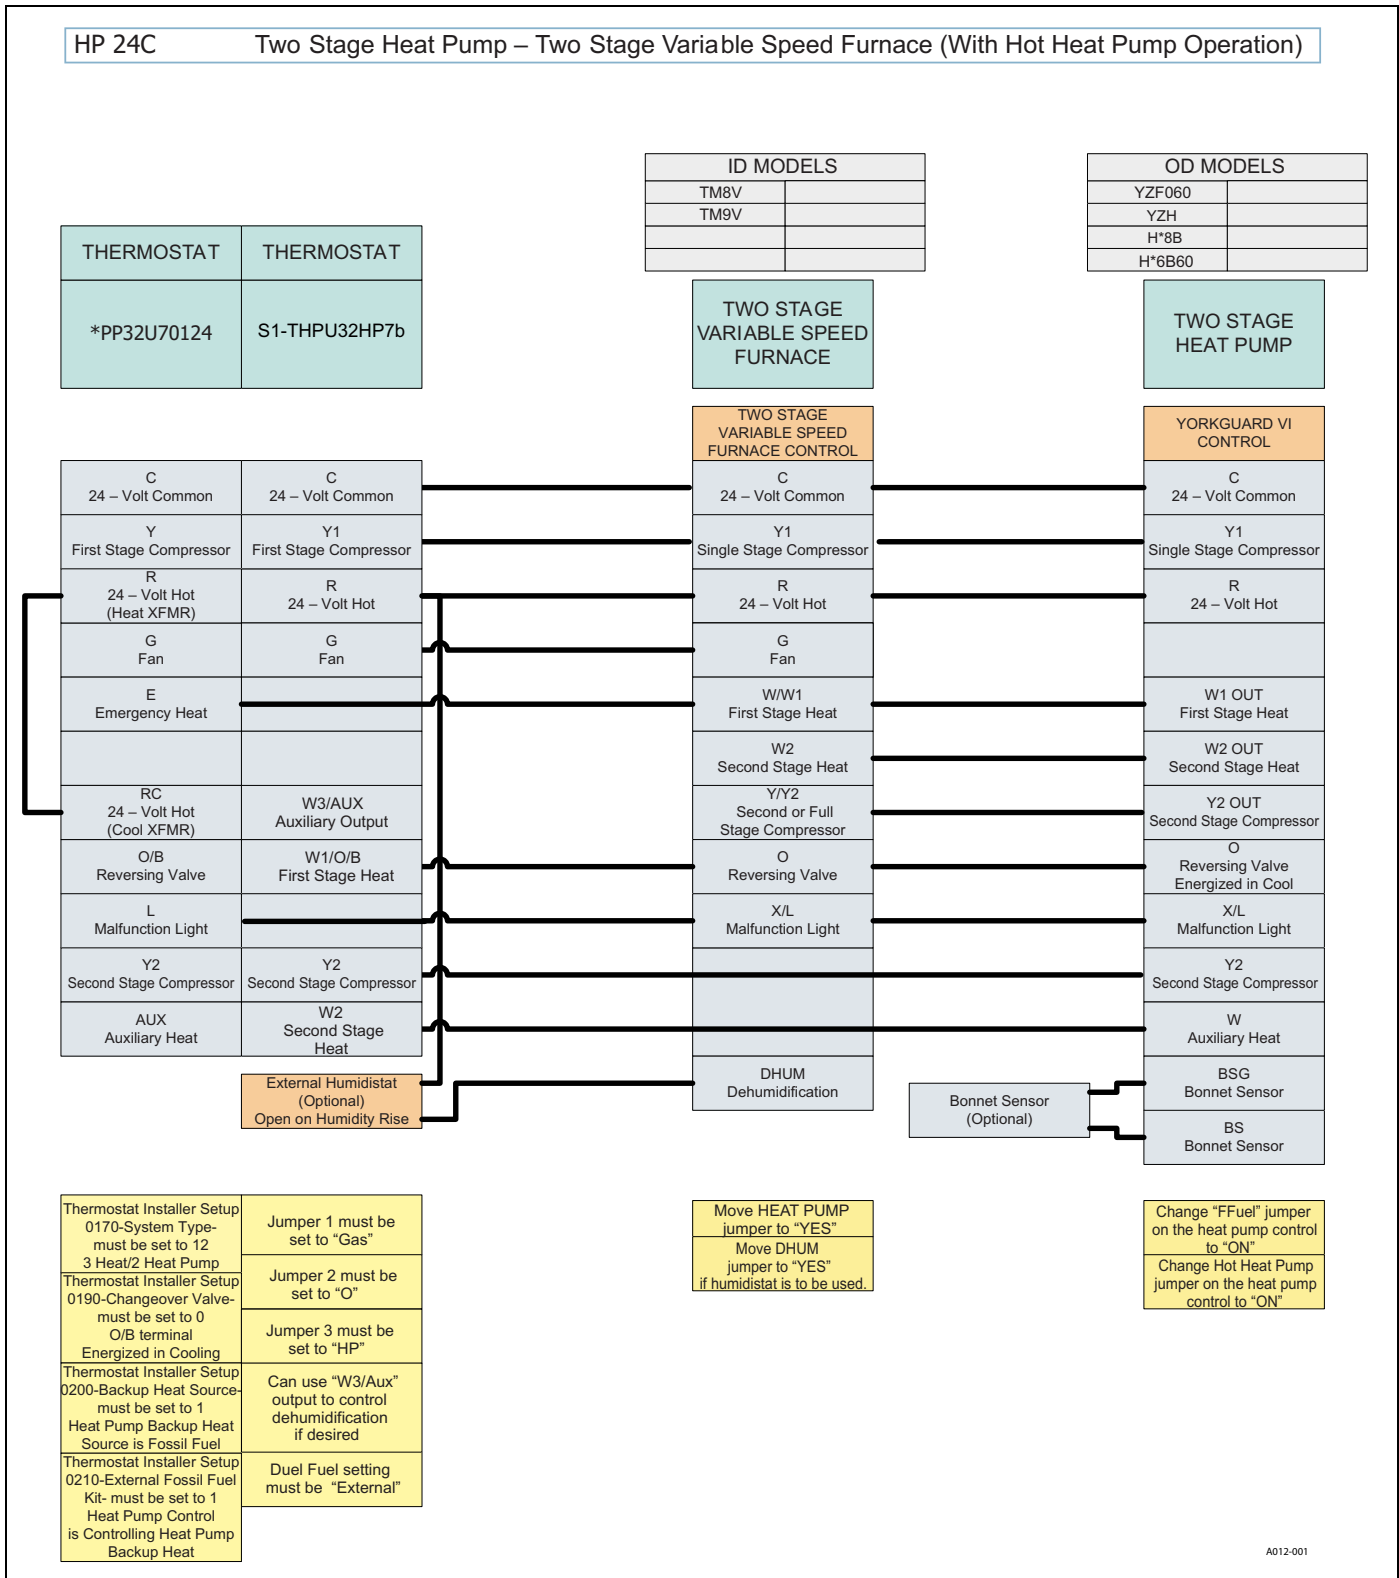 HP 24C Two Stage Heat Pump – Two Stage Variable Speed Furnace (With Hot Heat Pump Operation)
ID MODELS
TM8V
TM9V
OD MODELS
YZF060
YZH
H*8B
H*6B60
THERMOSTAT
THERMOSTAT
*PP32U70124
S1-THPU32HP7b
TWO STAGE
VARIABLE SPEED
FURNACE
TWO STAGE
HEAT PUMP
TWO STAGE
VARIABLE SPEED
FURNACE CONTROL
YORKGUARD VI
CONTROL
C
24 – Volt Common
C
24 – Volt Common
C
24 – Volt Common
C
24 – Volt Common
Y
First Stage Compressor
Y1
First Stage Compressor
Y1
Single Stage Compressor
Y1
Single Stage Compressor
R
24 – Volt Hot
(Heat XFMR)
R
24 – Volt Hot
R
24 – Volt Hot
R
24 – Volt Hot
G
Fan
G
Fan
G
Fan
E
Emergency Heat
W/W1
First Stage Heat
W1 OUT
First Stage Heat
W2
Second Stage Heat
W2 OUT
Second Stage Heat
RC
24 – Volt Hot
(Cool XFMR)
W3/AUX
Auxiliary Output
Y/Y2
Second or Full
Stage Compressor
Y2 OUT
Second Stage Compressor
O/B
Reversing Valve
W1/O/B
First Stage Heat
O
Reversing Valve
O
Reversing Valve
Energized in Cool
L
Malfunction Light
X/L
Malfunction Light
X/L
Malfunction Light
Y2
Second Stage Compressor
Y2
Second Stage Compressor
Y2
Second Stage Compressor
AUX
Auxiliary Heat
W2
Second Stage
Heat
W
Auxiliary Heat
External Humidistat
(Optional)
Open on Humidity Rise
DHUM
Dehumidification
Bonnet Sensor
(Optional)
BSG
Bonnet Sensor
BS
Bonnet Sensor
Thermostat Installer Setup
0170-System Type-
must be set to 12
3 Heat/2 Heat Pump
Thermostat Installer Setup
0190-Changeover Valve-
must be set to 0
O/B terminal
Energized in Cooling
Thermostat Installer Setup
0200-Backup Heat Source-
must be set to 1
Heat Pump Backup Heat
Source is Fossil Fuel
Thermostat Installer Setup
0210-External Fossil Fuel
Kit- must be set to 1
Heat Pump Control
is Controlling Heat Pump
Backup Heat
Jumper 1 must be
set to “Gas”
Jumper 2 must be
set to “O”
Jumper 3 must be
set to “HP”
Can use “W3/Aux”
output to control
dehumidification
if desired
Duel Fuel setting
must be “External”
Move HEAT PUMP
jumper to “YES”
Move DHUM
jumper to “YES”
if humidistat is to be used.
Change “FFuel” jumper
on the heat pump control
to “ON”
Change Hot Heat Pump
jumper on the heat pump
control to “ON”
A012-001